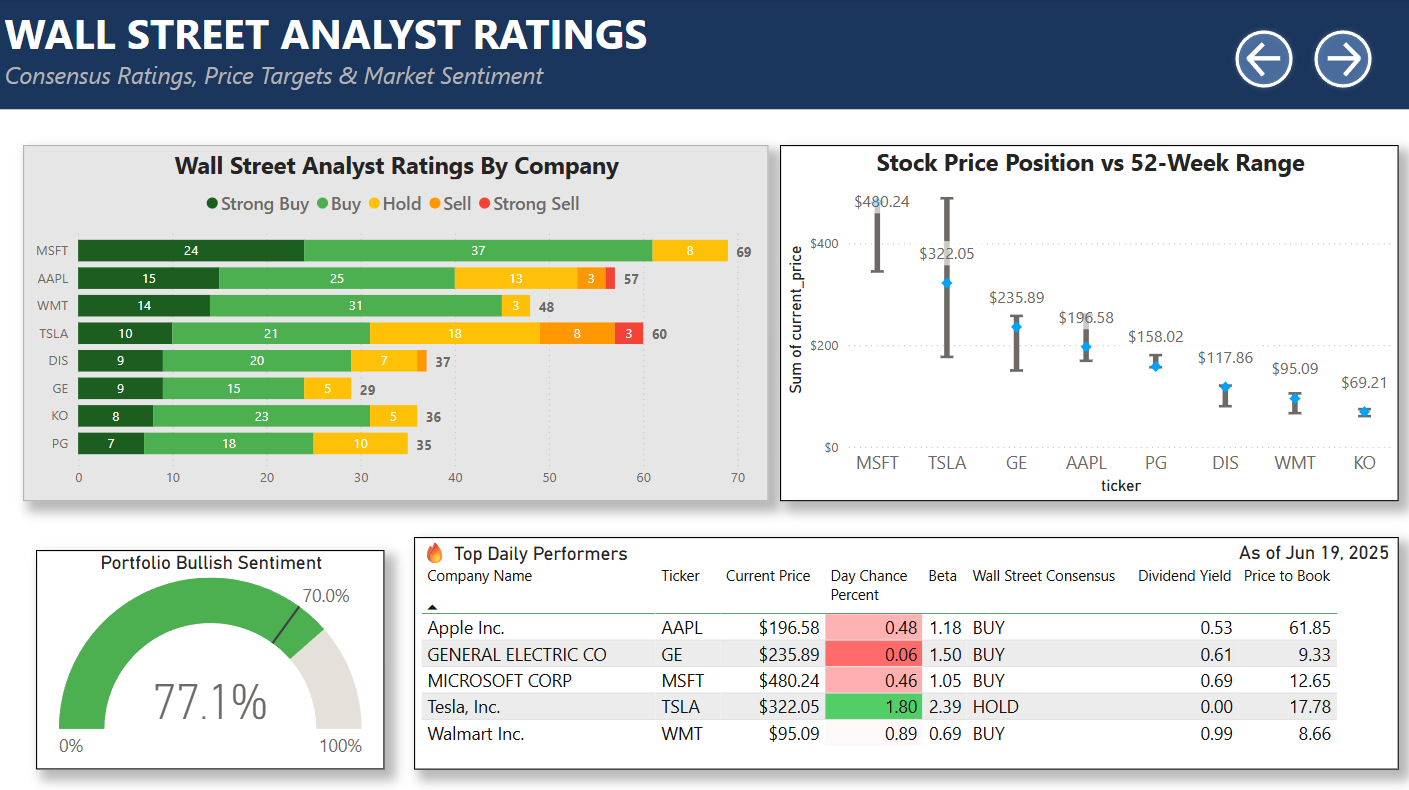 WALL STREET ANALYST RATINGS
Consensus Ratings, Price Targets & Market Sentiment
Wall Street Analyst Ratings By Company
Strong Buy Buy Hold Sell Strong Sell
MSFT 24 37 8 69
AAPL 15 25 13 3 57
WMT 14 31 3 48
TSLA 10 21 18 8 3 60
DIS 9 20 7 37
GE 9 15 5 29
KO 8 23 5 36
PG 7 18 10 35
0 10 20 30 40 50 60 70
Stock Price Position vs 52-Week Range
Sum of current_price
$400
$200
$0
$480.24
$322.05
$235.89
$196.58
$158.02
$117.86
$95.09
$69.21
MSFT TSLA GE AAPL PG DIS WMT KO
ticker
Portfolio Bullish Sentiment
70.0%
77.1%
0% 100%
Top Daily Performers As of Jun 19, 2025
Company Name Ticker Current Price Day Chance Beta Wall Street Consensus Dividend Yield Price to Book
Percent
Apple Inc. AAPL $196.58 0.48 1.18 BUY 0.53 61.85
GENERAL ELECTRIC CO GE $235.89 0.06 1.50 BUY 0.61 9.33
MICROSOFT CORP MSFT $480.24 0.46 1.05 BUY 0.69 12.65
Tesla, Inc. TSLA $322.05 1.80 2.39 HOLD 0.00 17.78
Walmart Inc. WMT $95.09 0.89 0.69 BUY 0.99 8.66